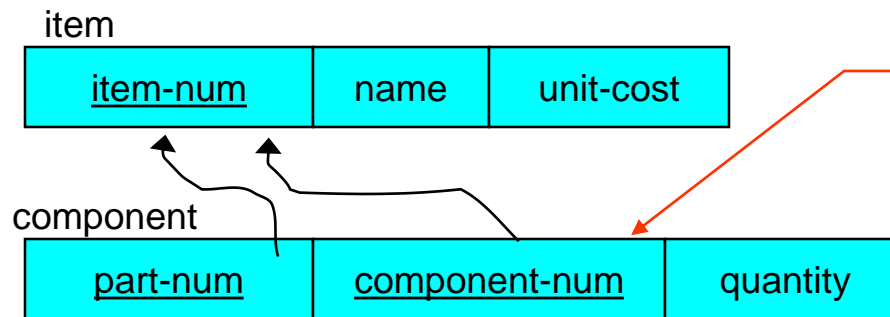 item
item-num name unit-cost
component
part-num component-num quantity